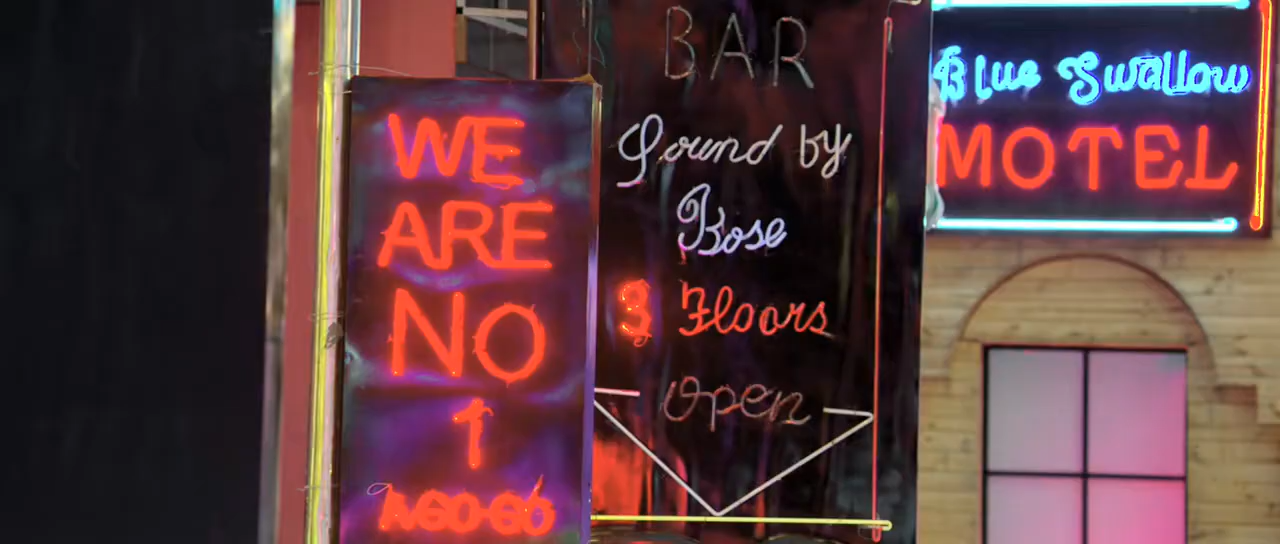 WE
ARE
NO
1
A GO-GO
BAR
Sound by
Bose
3 Floors
Open
Blue Swallow
MOTEL